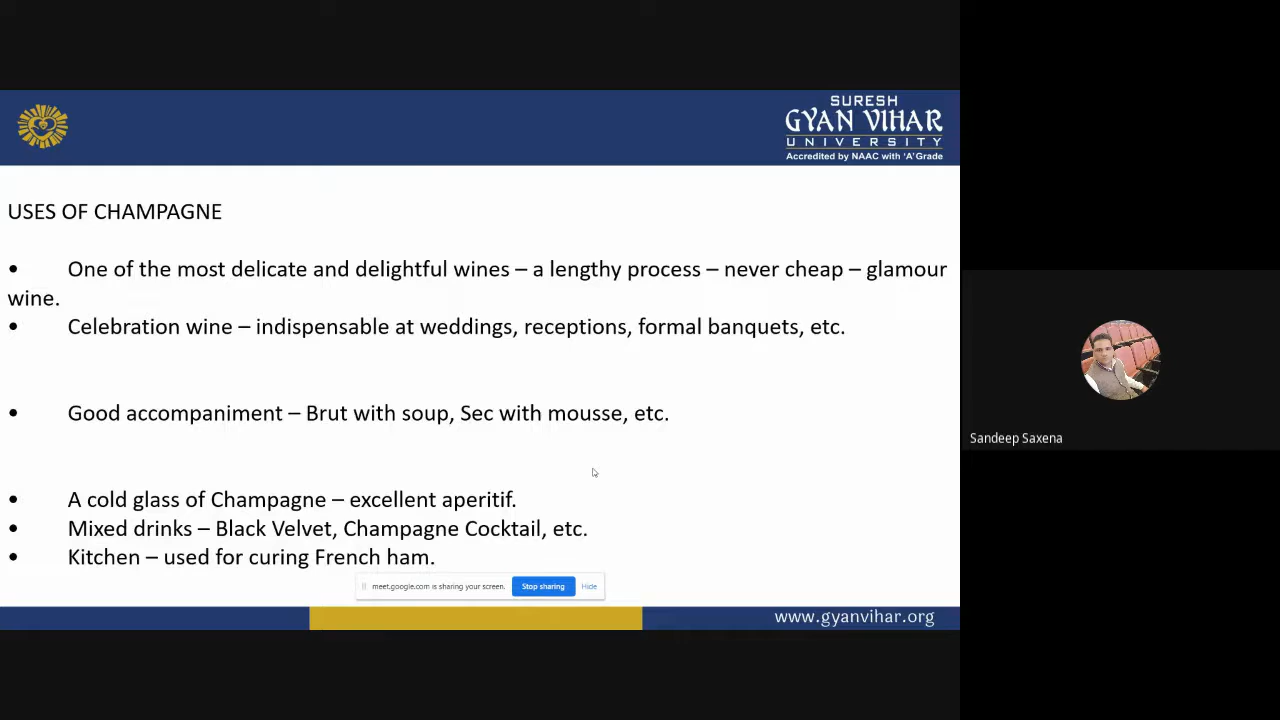 SURESH
GYAN VIHAR
UNIVERSITY
Accredited by NAAC with 'A' Grade
USES OF CHAMPAGNE
• One of the most delicate and delightful wines – a lengthy process – never cheap – glamour
wine.
• Celebration wine – indispensable at weddings, receptions, formal banquets, etc.
• Good accompaniment – Brut with soup, Sec with mousse, etc.
• A cold glass of Champagne – excellent aperitif.
• Mixed drinks – Black Velvet, Champagne Cocktail, etc.
• Kitchen – used for curing French ham.
meet.google.com is sharing your screen. Stop sharing Hide
www.gyanvihar.org
Sandeep Saxena